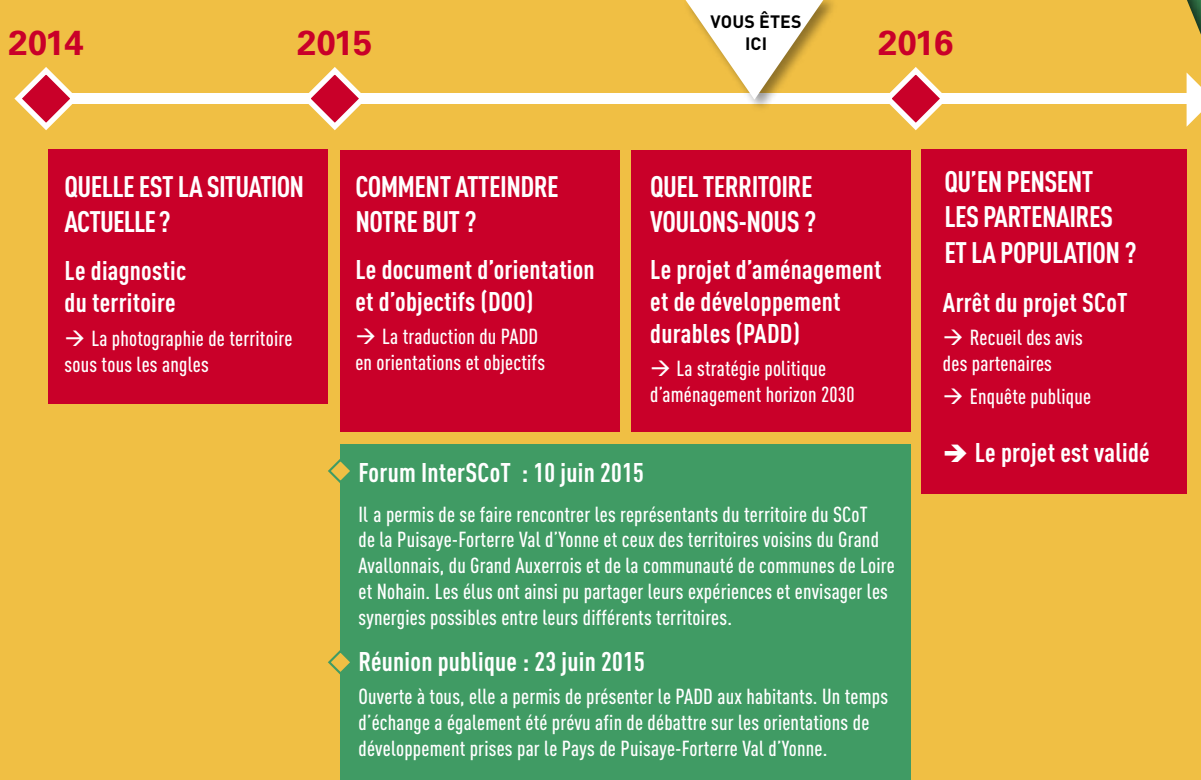 VOUS ÊTES
ICI
2014
2015
2016
QUELLE EST LA SITUATION
ACTUELLE ?
Le diagnostic
du territoire
→ La photographie de territoire
sous tous les angles
COMMENT ATTEINDRE
NOTRE BUT ?
Le document d'orientation
et d'objectifs (DOO)
→ La traduction du PADD
en orientations et objectifs
QUEL TERRITOIRE
VOULONS-NOUS ?
Le projet d'aménagement
et de développement
durables (PADD)
→ La stratégie politique
d'aménagement horizon 2030
QU'EN PENSENT
LES PARTENAIRES
ET LA POPULATION ?
Arrêt du projet SCoT
→ Recueil des avis
des partenaires
→ Enquête publique
→ Le projet est validé
Forum InterSCoT : 10 juin 2015
Il a permis de se faire rencontrer les représentants du territoire du SCoT
de la Puisaye-Forterre Val d'Yonne et ceux des territoires voisins du Grand
Avallonnais, du Grand Auxerrois et de la communauté de communes de Loire
et Nohain. Les élus ont ainsi pu partager leurs expériences et envisager les
synergies possibles entre leurs différents territoires.
Réunion publique : 23 juin 2015
Ouverte à tous, elle a permis de présenter le PADD aux habitants. Un temps
d'échange a également été prévu afin de débattre sur les orientations de
développement prises par le Pays de Puisaye-Forterre Val d'Yonne.